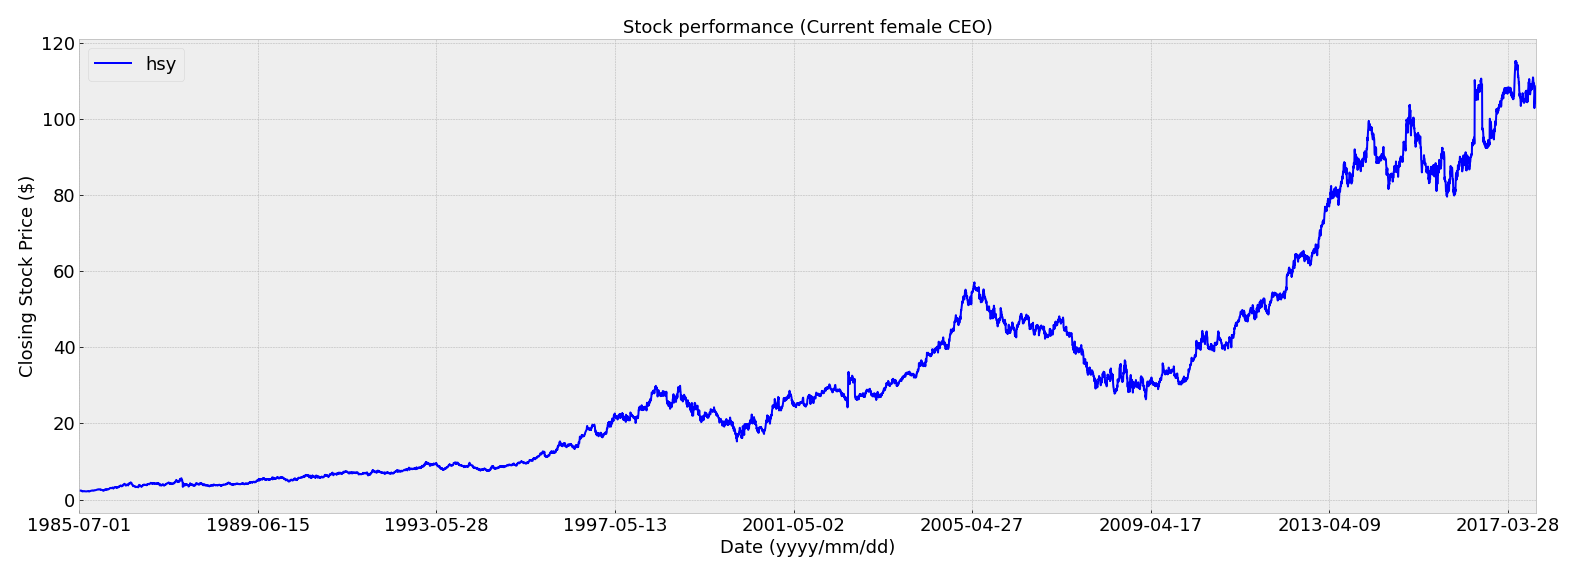 Stock performance (Current female CEO)
hsy
120
100
80
60
40
20
0
Closing Stock Price ($)
1985-07-01 1989-06-15 1993-05-28 1997-05-13 2001-05-02 2005-04-27 2009-04-17 2013-04-09 2017-03-28
Date (yyyy/mm/dd)